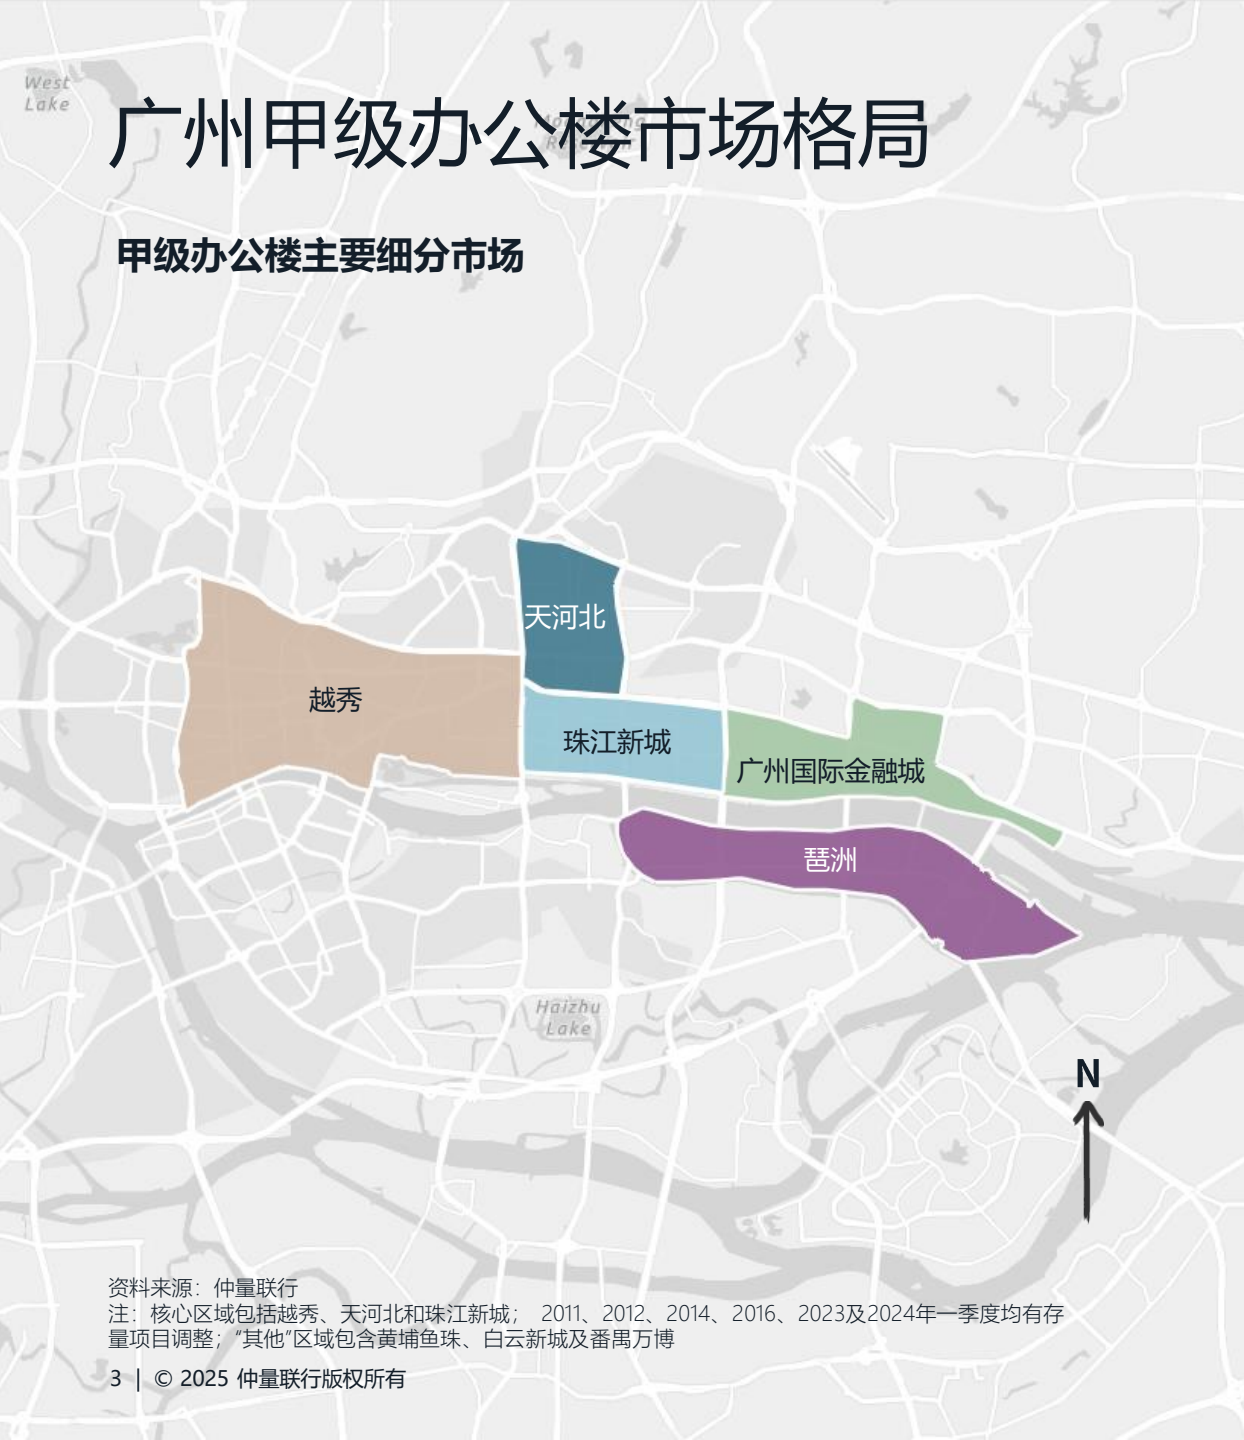 West
Lake
广州甲级办公楼市场格局
甲级办公楼主要细分市场
天河北
越秀
珠江新城
广州国际金融城
琶洲
Haizhu
Lake
N
资料来源：仲量联行
注：核心区域包括越秀、天河北和珠江新城； 2011、2012、2014、2016、2023及2024年一季度均有存
量项目调整；“其他”区域包含黄埔鱼珠、白云新城及番禺万博
3 | © 2025 仲量联行版权所有